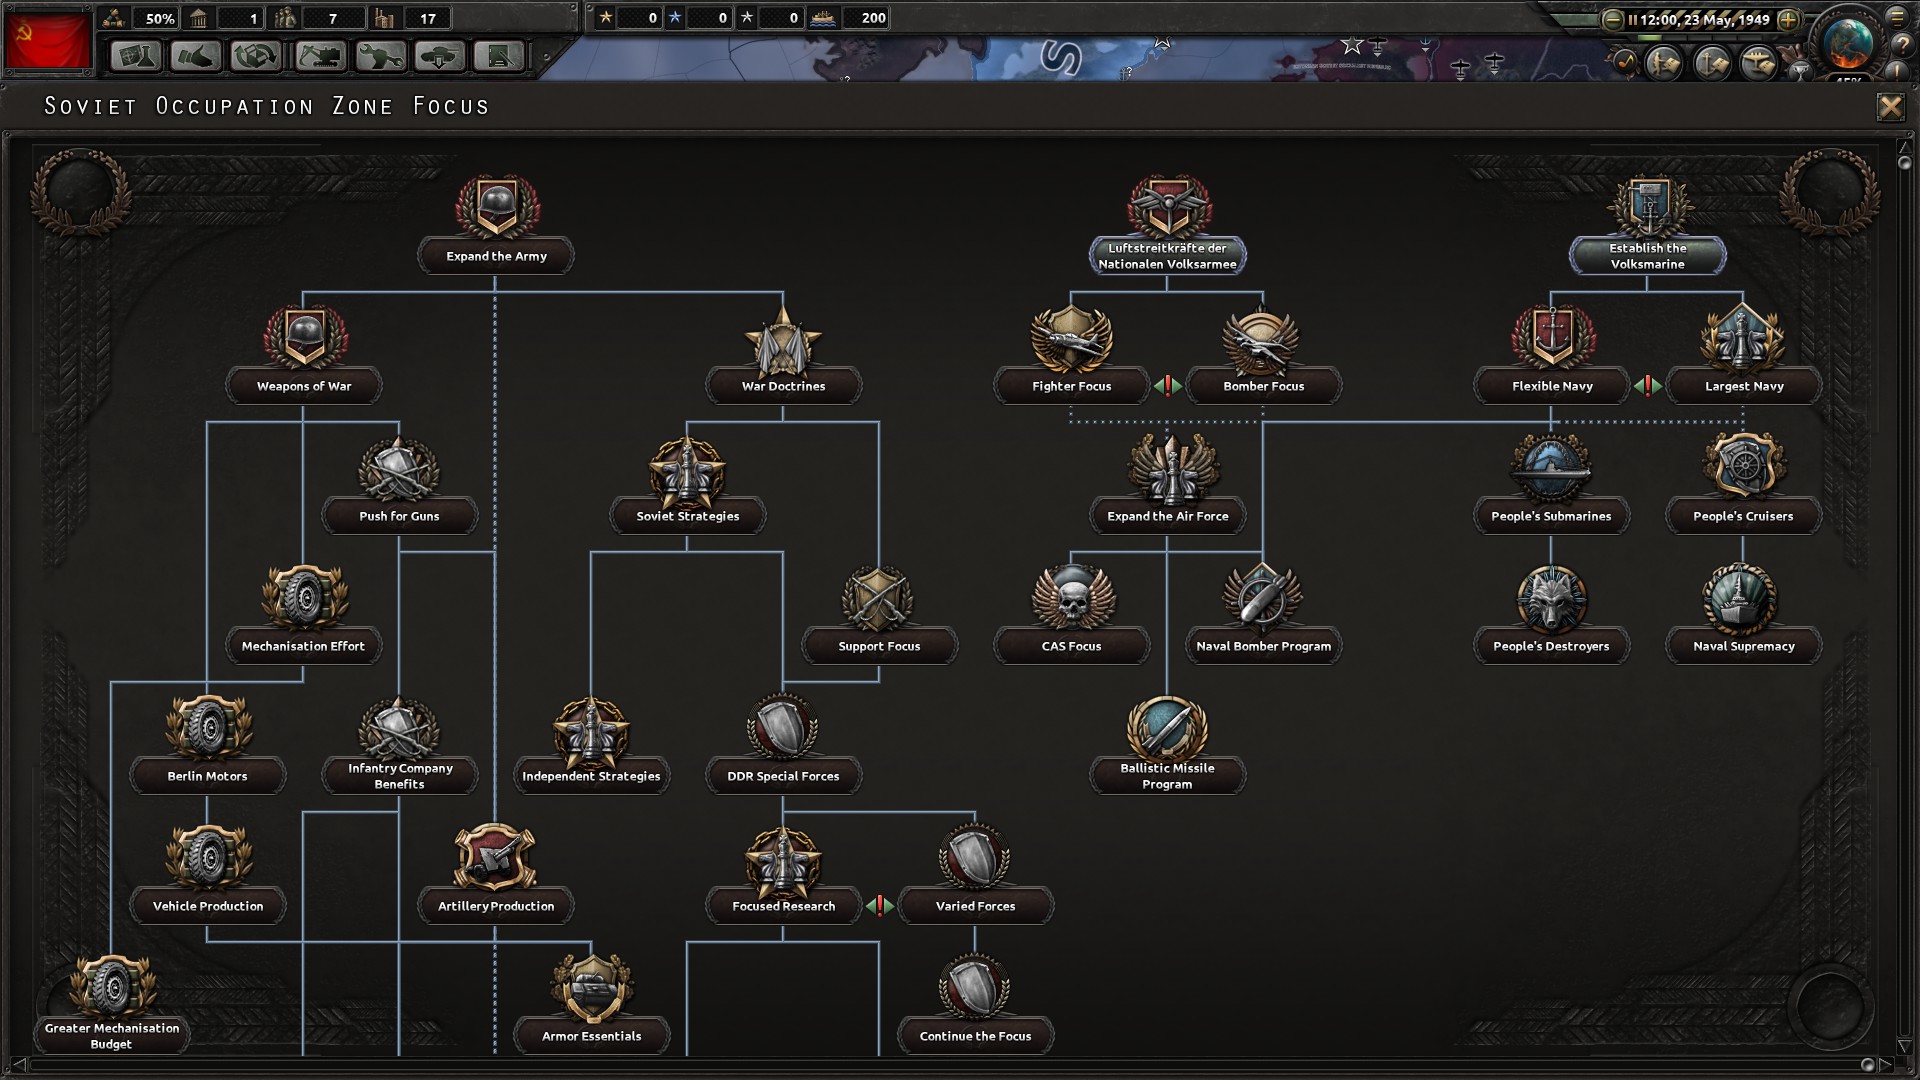 50%
1
7
17
0
0
0
200
12:00, 23 May, 1949
Soviet Occupation Zone Focus
Expand the Army
Luftstreitkräfte der
Nationalen Volksarmee
Establish the
Volksmarine
Weapons of War
War Doctrines
Fighter Focus
Bomber Focus
Flexible Navy
Largest Navy
Push for Guns
Soviet Strategies
Expand the Air Force
People's Submarines
People's Cruisers
Mechanisation Effort
Support Focus
CAS Focus
Naval Bomber Program
People's Destroyers
Naval Supremacy
Berlin Motors
Infantry Company
Benefits
Independent Strategies
DDR Special Forces
Ballistic Missile
Program
Vehicle Production
Artillery Production
Focused Research
Varied Forces
Greater Mechanisation
Budget
Armor Essentials
Continue the Focus